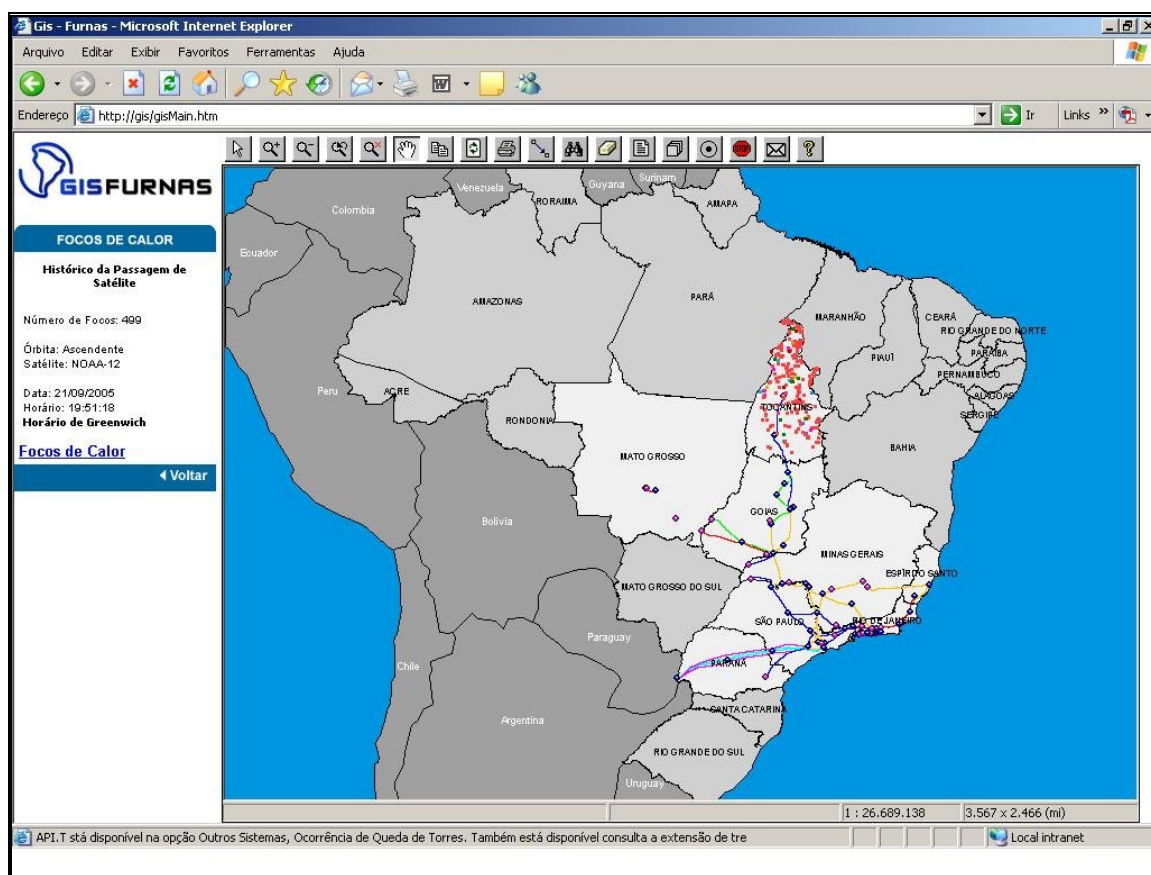 Gis - Furnas - Microsoft Internet Explorer
Arquivo Editar Exibir Favoritos Ferramentas Ajuda
Endereço http://gis/gisMain.htm Ir Links »
GISFURNAS
FOCOS DE CALOR
Histórico da Passagem de
Satélite
Número de Focos: 499
Órbita: Ascendente
Satélite: NOAA-12
Data: 21/09/2005
Horário: 19:51:18
Horário de Greenwich
Focos de Calor
Voltar
STOP
Venezuela
Guyana
Surinam
Colombia
RORAIMA
AMAPA
Ecuador
AMAZONAS
PARÁ
MARANHÃO
CEARÁ
RIO GRANDE DO NORTE
PIAUÍ
PARAIBA
PERNAMBUCO
Peru
ACRE
ALAGOAS
TOCANTINS
SERGIPE
RONDONIA
BAHIA
MATO GROSSO
GOIAS
Bolivia
MINAS GERAIS
ESPÍRITO SANTO
MATO GROSSO DO SUL
SÃO PAULO
RIO DE JANEIRO
Paraguay
Chile
PARANÁ
SANTA CATARINA
Argentina
RIO GRANDE DO SUL
Uruguay
1 : 26.689.138 3.567 x 2.466 (mi)
API.T stá disponível na opção Outros Sistemas, Ocorrência de Queda de Torres. Também está disponível consulta a extensão de tre Local intranet